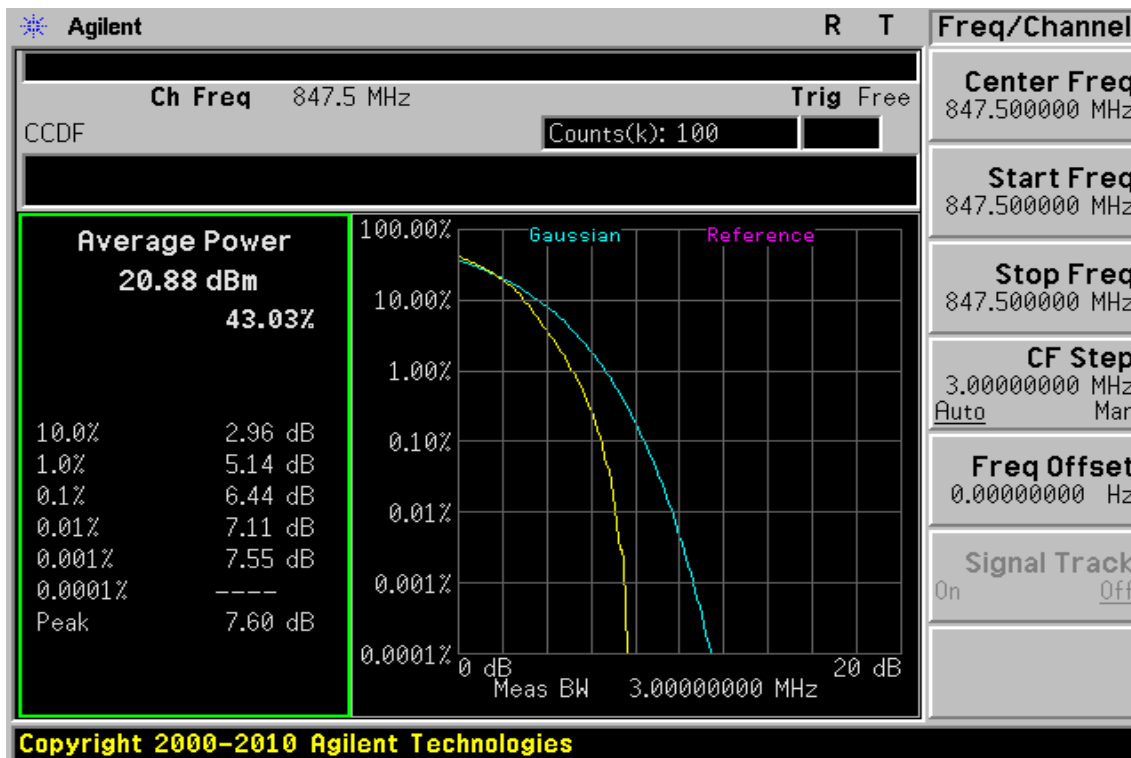 Agilent R T
Ch Freq 847.5 MHz Trig Free
CCDF Counts(k): 100
Average Power
20.88 dBm
43.03%
10.0% 2.96 dB
1.0% 5.14 dB
0.1% 6.44 dB
0.01% 7.11 dB
0.001% 7.55 dB
0.0001% ----
Peak 7.60 dB
Gaussian Reference
100.00%
10.00%
1.00%
0.10%
0.01%
0.001%
0.0001%
0 dB 20 dB
Meas BW 3.00000000 MHz
Freq/Channel
Center Freq
847.500000 MHz
Start Freq
847.500000 MHz
Stop Freq
847.500000 MHz
CF Step
3.00000000 MHz
Auto Man
Freq Offset
0.00000000 Hz
Signal Track
On Off
Copyright 2000-2010 Agilent Technologies